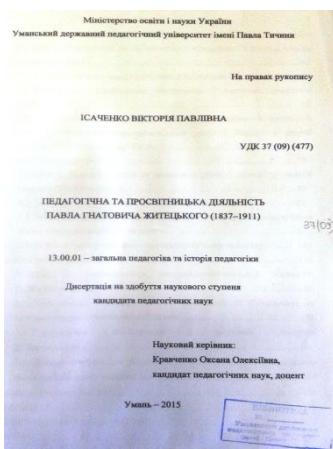 Міністерство освіти і науки України
Уманський державний педагогічний університет імені Павла Тичини
На правах рукопису
ІСАЧЕНКО ВІКТОРІЯ ПАВЛІВНА
УДК 37 (09) (477)
ПЕДАГОГІЧНА ТА ПРОСВІТНИЦЬКА ДІЯЛЬНІСТЬ
ПАВЛА ГНАТОВИЧА ЖИТЕЦЬКОГО (1837–1911)
37(09)
13.00.01 – загальна педагогіка та історія педагогіки
Дисертація на здобуття наукового ступеня
кандидата педагогічних наук
Науковий керівник:
Кравченко Оксана Олексіївна,
кандидат педагогічних наук, доцент
Умань – 2015